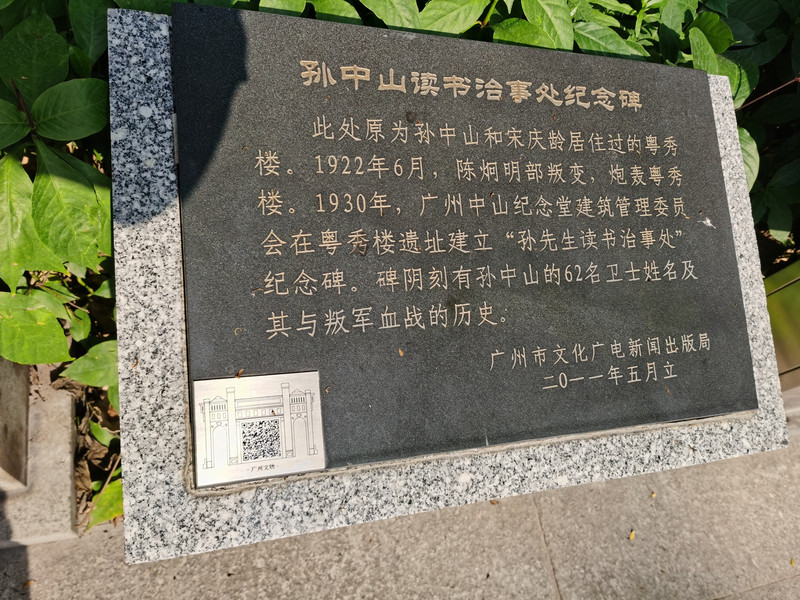 孙中山读书治事处纪念碑
此处原为孙中山和宋庆龄居住过的粤秀
楼。1922年6月，陈炯明部叛变，炮轰粤秀
楼。1930年，广州中山纪念堂建筑管理委员
会在粤秀楼遗址建立“孙先生读书治事处”
纪念碑。碑阴刻有孙中山的62名卫士姓名及
其与叛军血战的历史。
广州市文化广电新闻出版局
二〇一一年五月立
·广州文物·